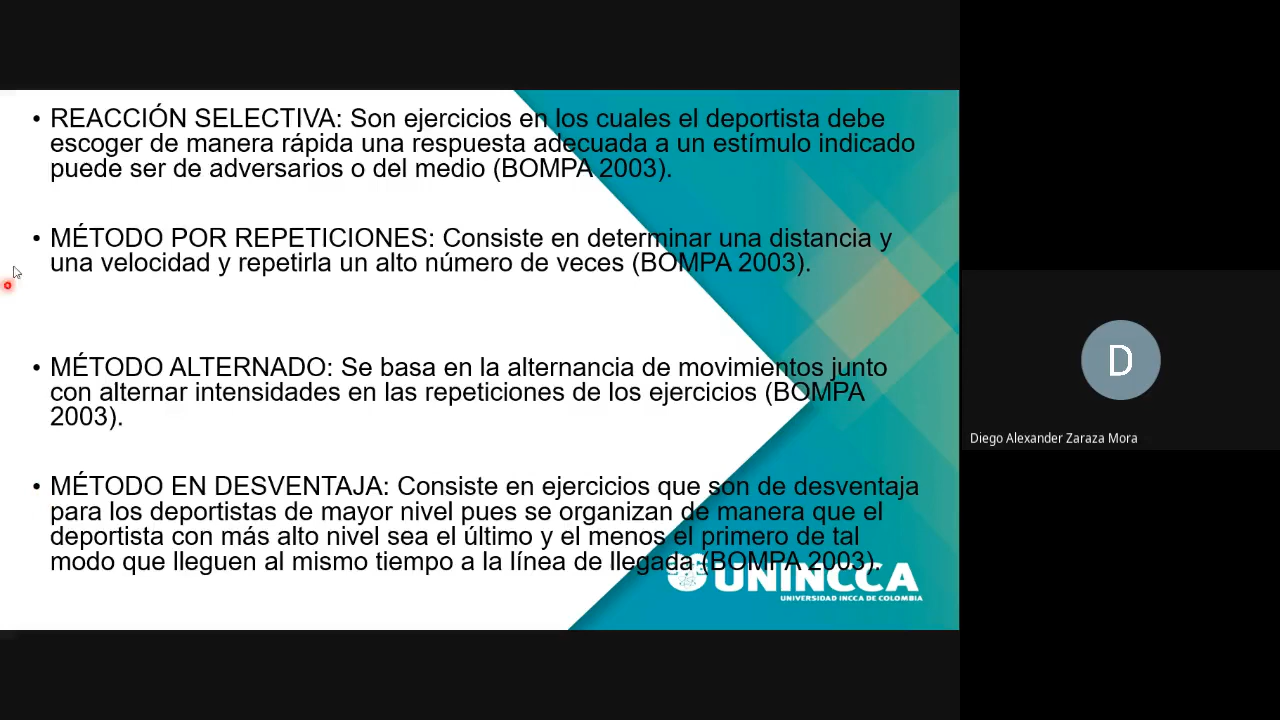 • REACCIÓN SELECTIVA: Son ejercicios en los cuales el deportista debe
escoger de manera rápida una respuesta adecuada a un estímulo indicado
puede ser de adversarios o del medio (BOMPA 2003).
• MÉTODO POR REPETICIONES: Consiste en determinar una distancia y
una velocidad y repetirla un alto número de veces (BOMPA 2003).
• MÉTODO ALTERNADO: Se basa en la alternancia de movimientos junto
con alternar intensidades en las repeticiones de los ejercicios (BOMPA
2003).
• MÉTODO EN DESVENTAJA: Consiste en ejercicios que son de desventaja
para los deportistas de mayor nivel pues se organizan de manera que el
deportista con más alto nivel sea el último y el menos el primero de tal
modo que lleguen al mismo tiempo a la línea de llegada (BOMPA 2003).
UNINCCA
UNIVERSIDAD INCCA DE COLOMBIA
D
Diego Alexander Zaraza Mora